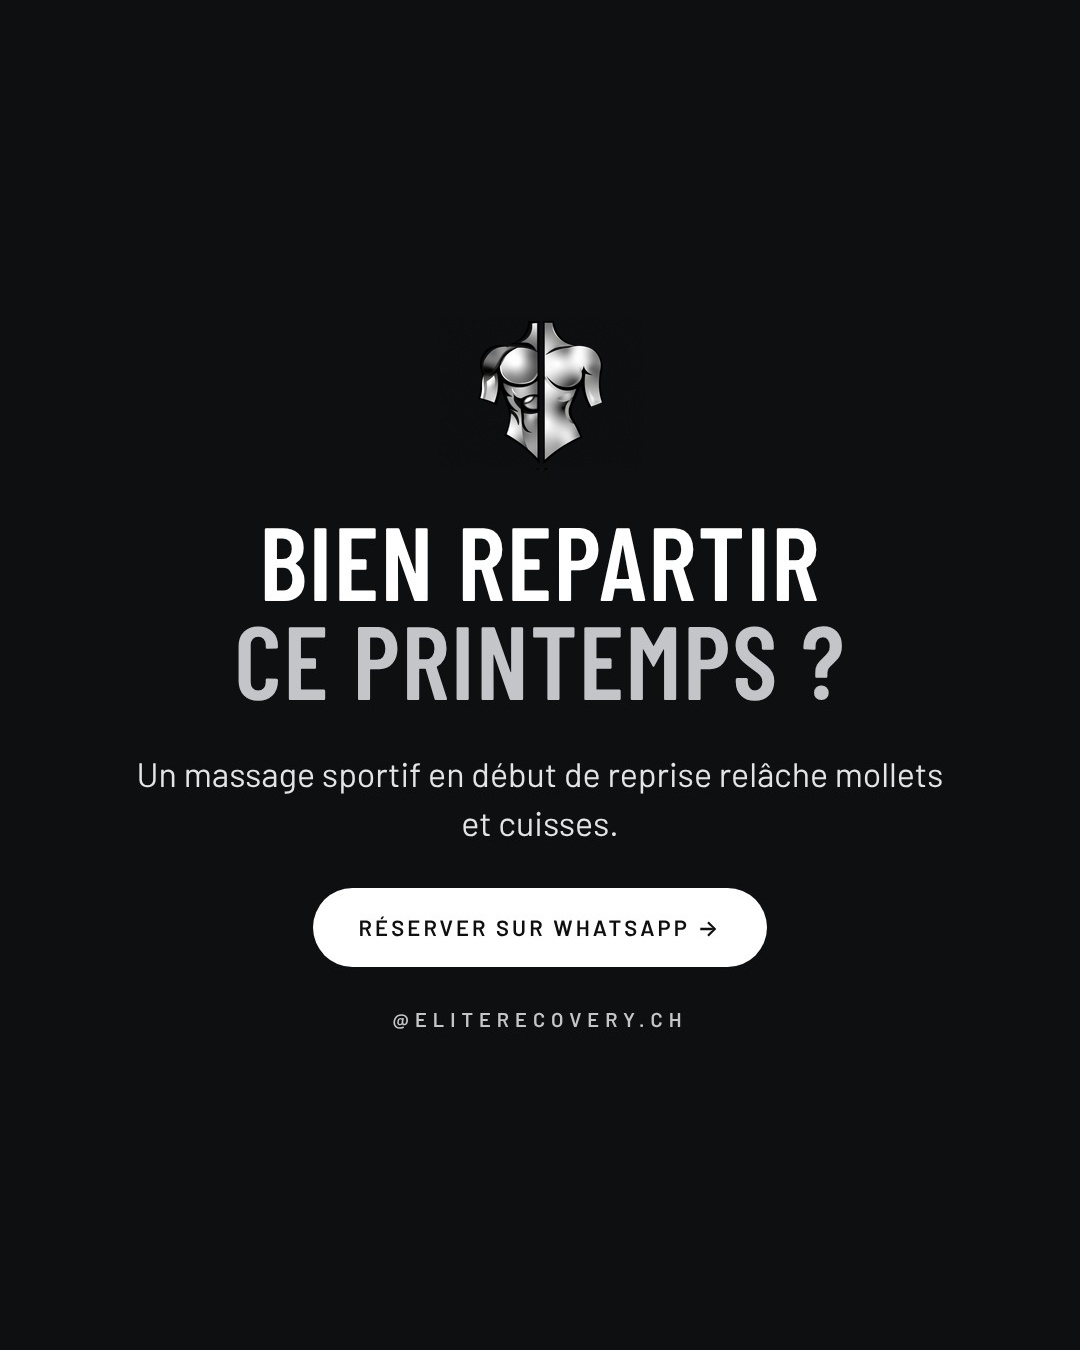 BIEN REPARTIR
CE PRINTEMPS ?
Un massage sportif en début de reprise relâche mollets
et cuisses.
RÉSERVER SUR WHATSAPP →
@ELITERECOVERY.CH